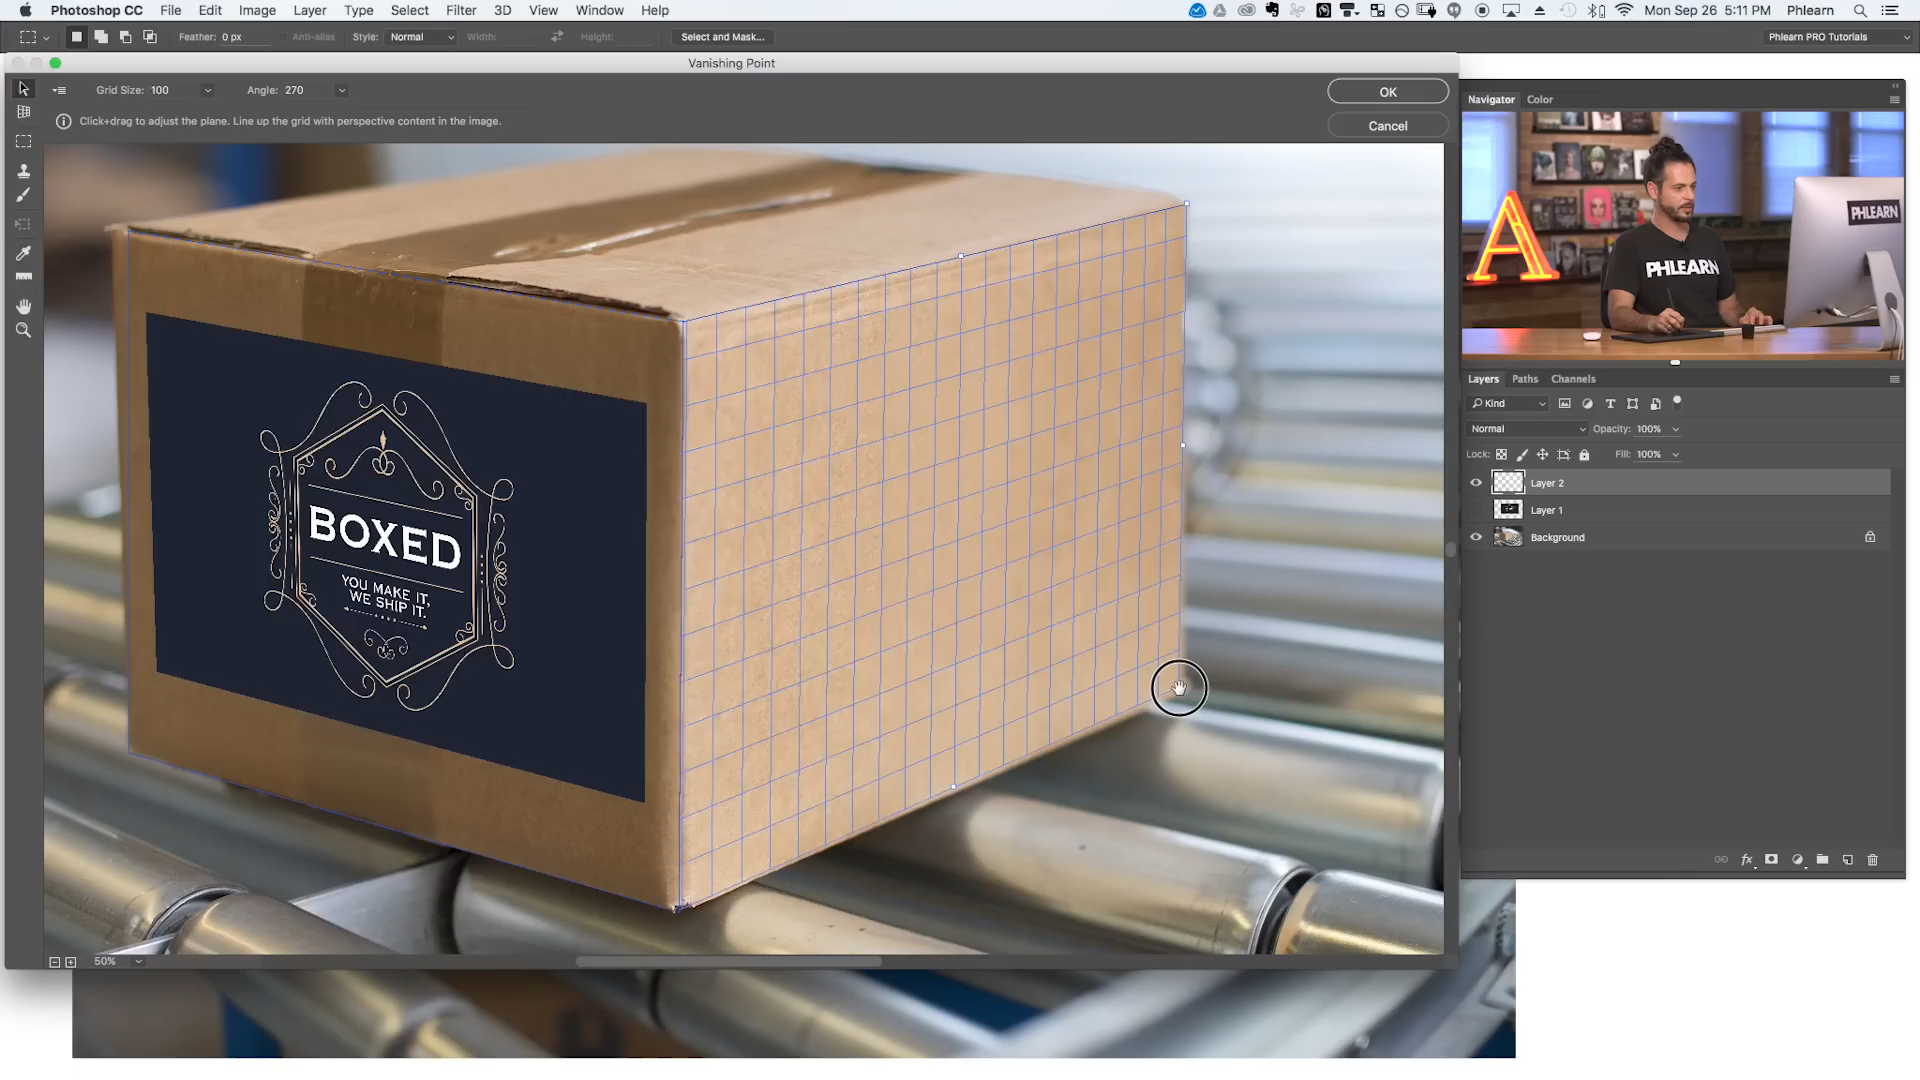 Photoshop CC File Edit Image Layer Type Select Filter 3D View Window Help Mon Sep 26 5:11 PM Phlearn
Feather: 0 px Anti-alias Style: Normal Width: Height: Select and Mask... Phlearn PRO Tutorials
Vanishing Point
Grid Size: 100 Angle: 270
OK
Click+drag to adjust the plane. Line up the grid with perspective content in the image.
Cancel
Navigator Color
A
PHLEARN
PHLEARN
Layers Paths Channels
Kind
Normal Opacity: 100%
Lock: Fill: 100%
Layer 2
Layer 1
Background
BOXED
YOU MAKE IT,
WE SHIP IT.
fx
50%